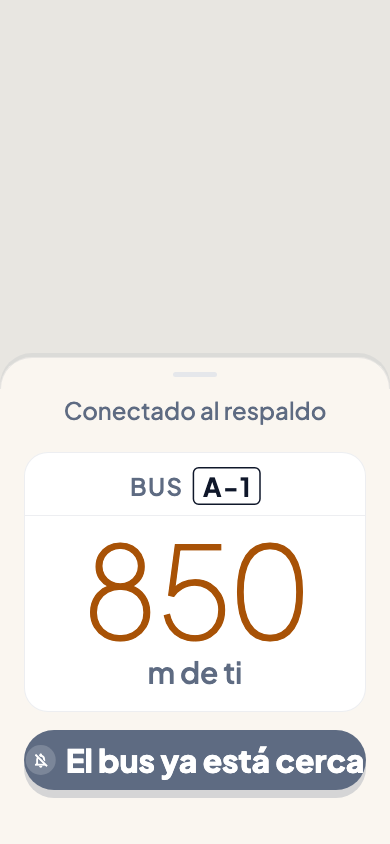 Conectado al respaldo
BUS A-1
850
m de ti
El bus ya está cerca